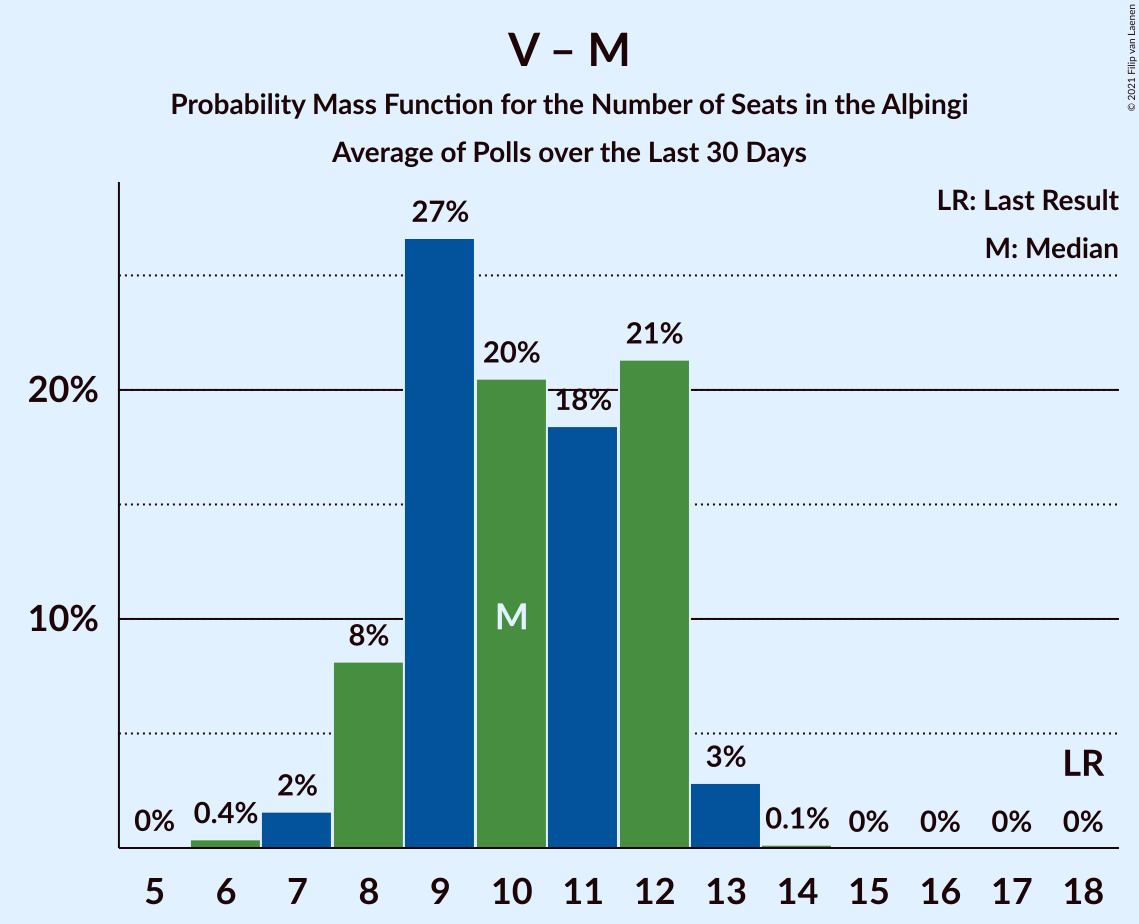 V – M
Probability Mass Function for the Number of Seats in the Alþingi
Average of Polls over the Last 30 Days
© 2021 Filip van Laenen
LR: Last Result
M: Median
20%
10%
0%
0.4%
2%
8%
27%
20%
18%
21%
3%
0.1%
0%
0%
0%
0%
M
LR
5 6 7 8 9 10 11 12 13 14 15 16 17 18